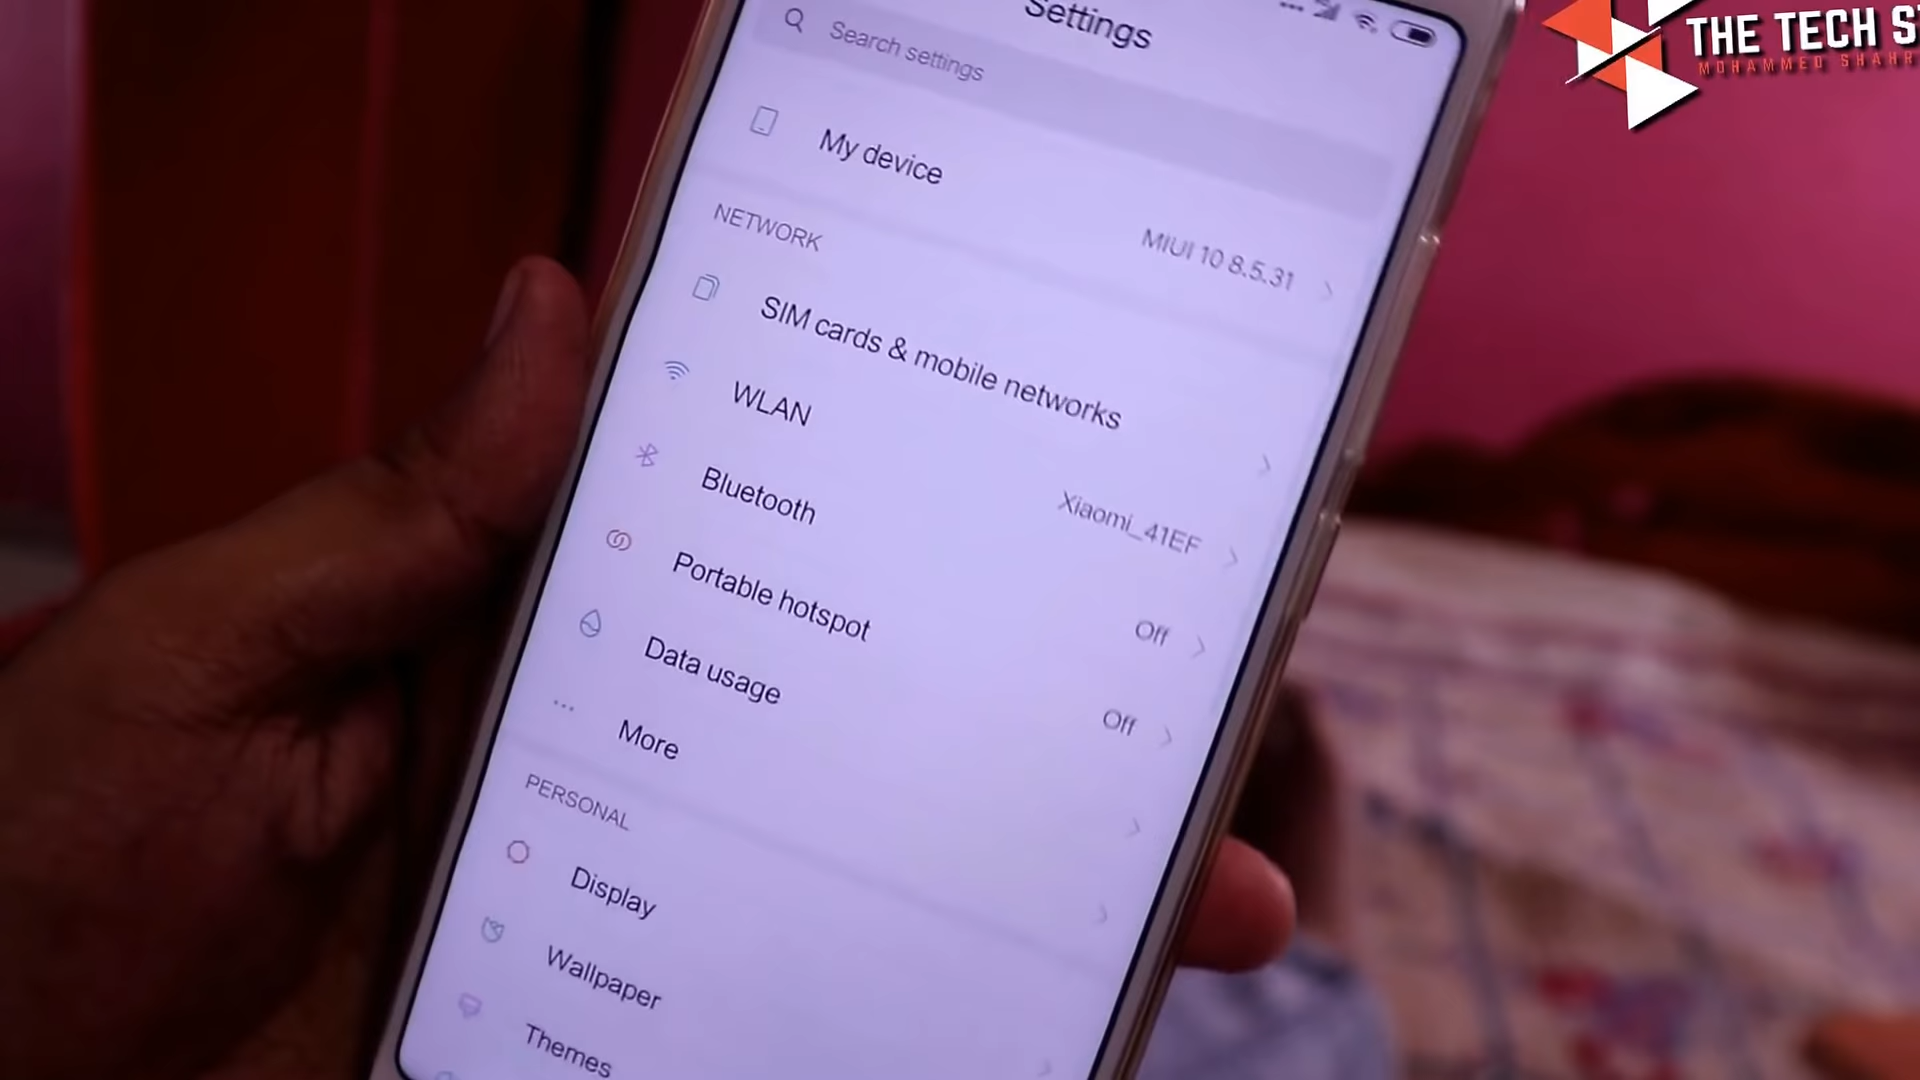 Settings
THE TECH
MOHAMMED
Search settings
My device
MIUI 10 8.5.31
NETWORK
SIM cards & mobile networks
WLAN
Xiaomi_41EF
Bluetooth
Off
Portable hotspot
Off
Data usage
More
PERSONAL
Display
Wallpaper
Themes